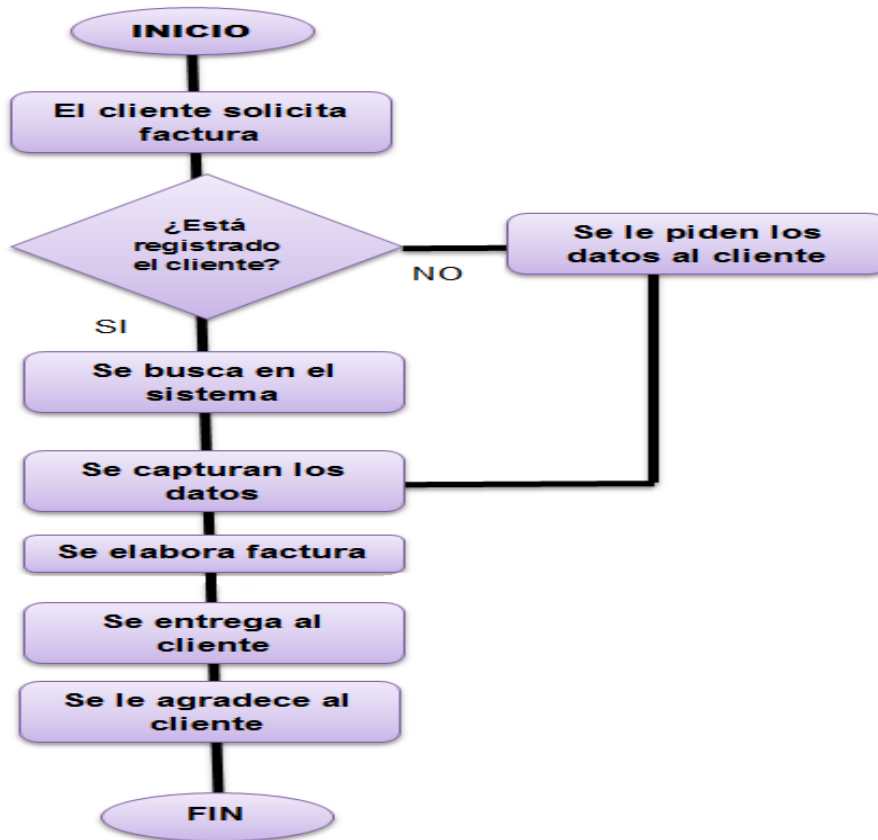 INICIO
El cliente solicita
factura
¿Está
registrado
el cliente?
NO
Se le piden los
datos al cliente
SI
Se busca en el
sistema
Se capturan los
datos
Se elabora factura
Se entrega al
cliente
Se le agradece al
cliente
FIN